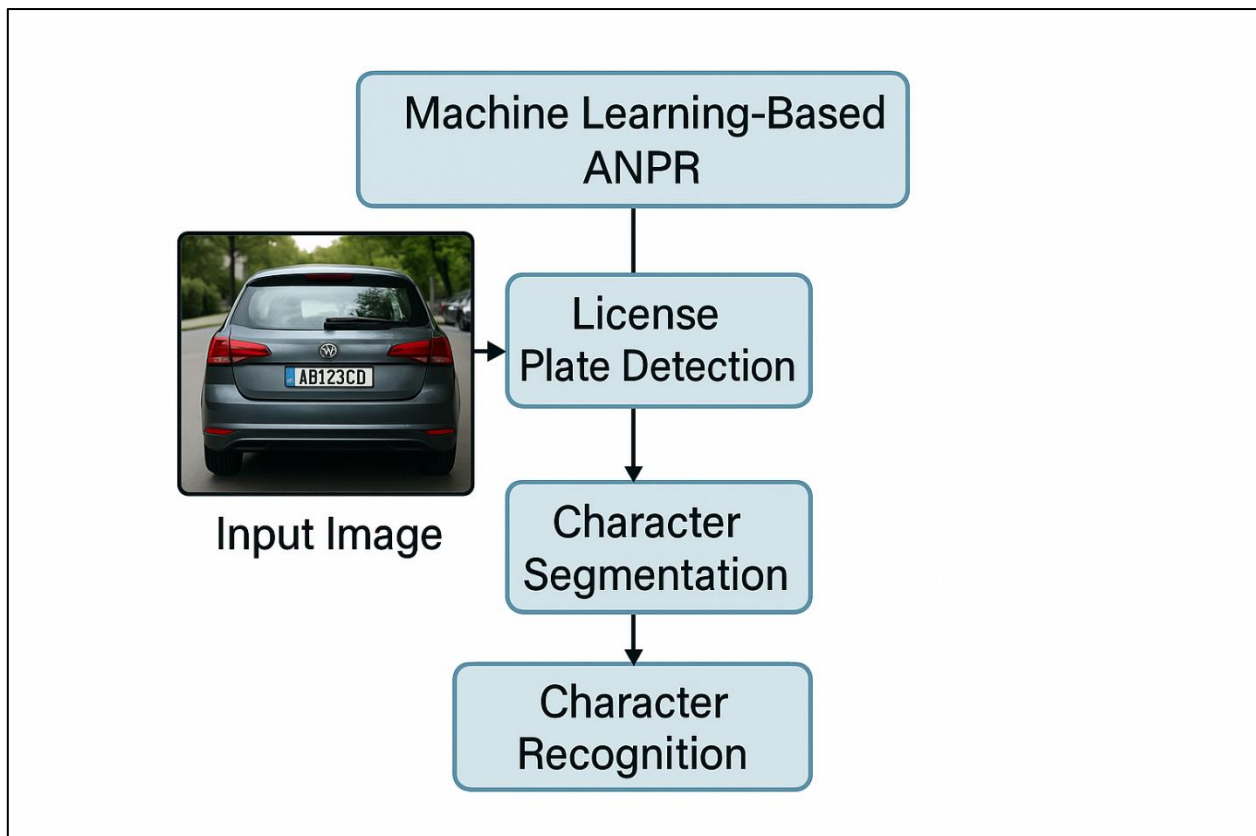 Machine Learning-Based
ANPR
License
Plate Detection
AB123CD
Input Image
Character
Segmentation
Character
Recognition